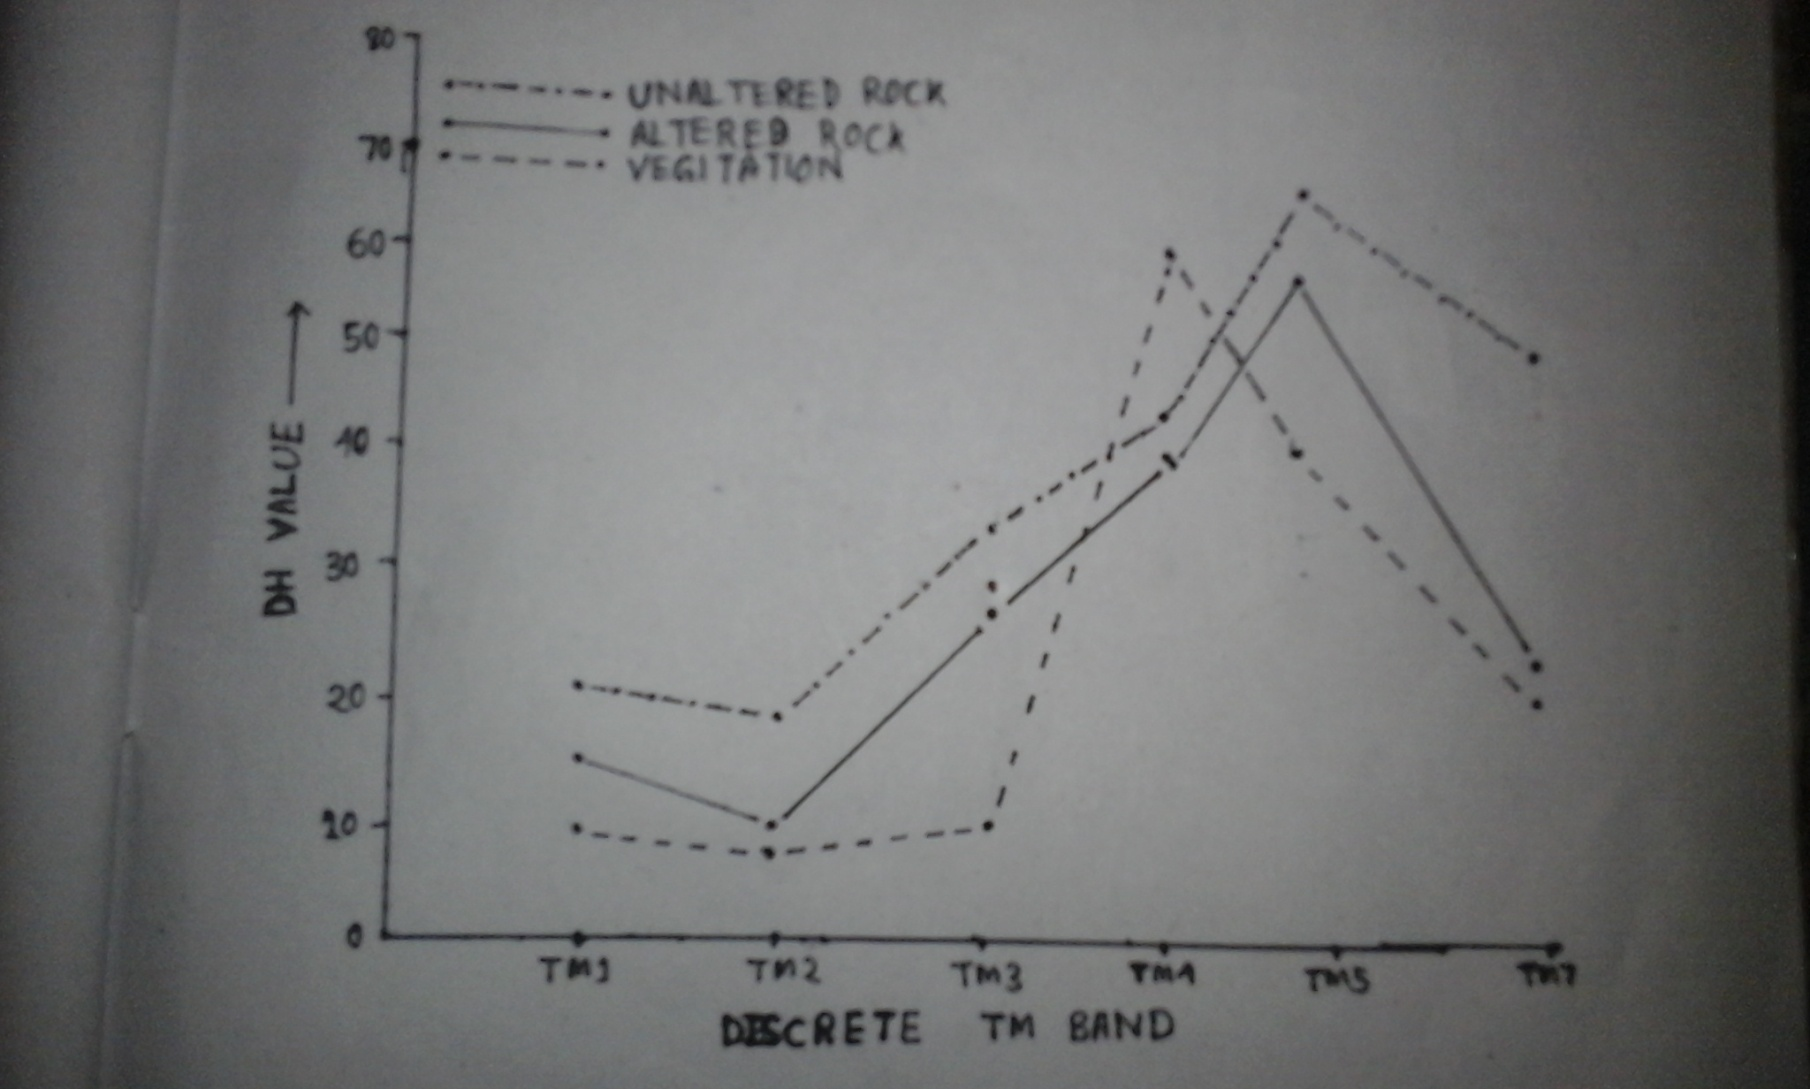 80
UNALTERED ROCK
ALTERED ROCK
70
VEGITATION
60
50
40
30
20
10
0
DH VALUE
TM1 TM2 TM3 TM4 TM5 TM7
DISCRETE TM BAND